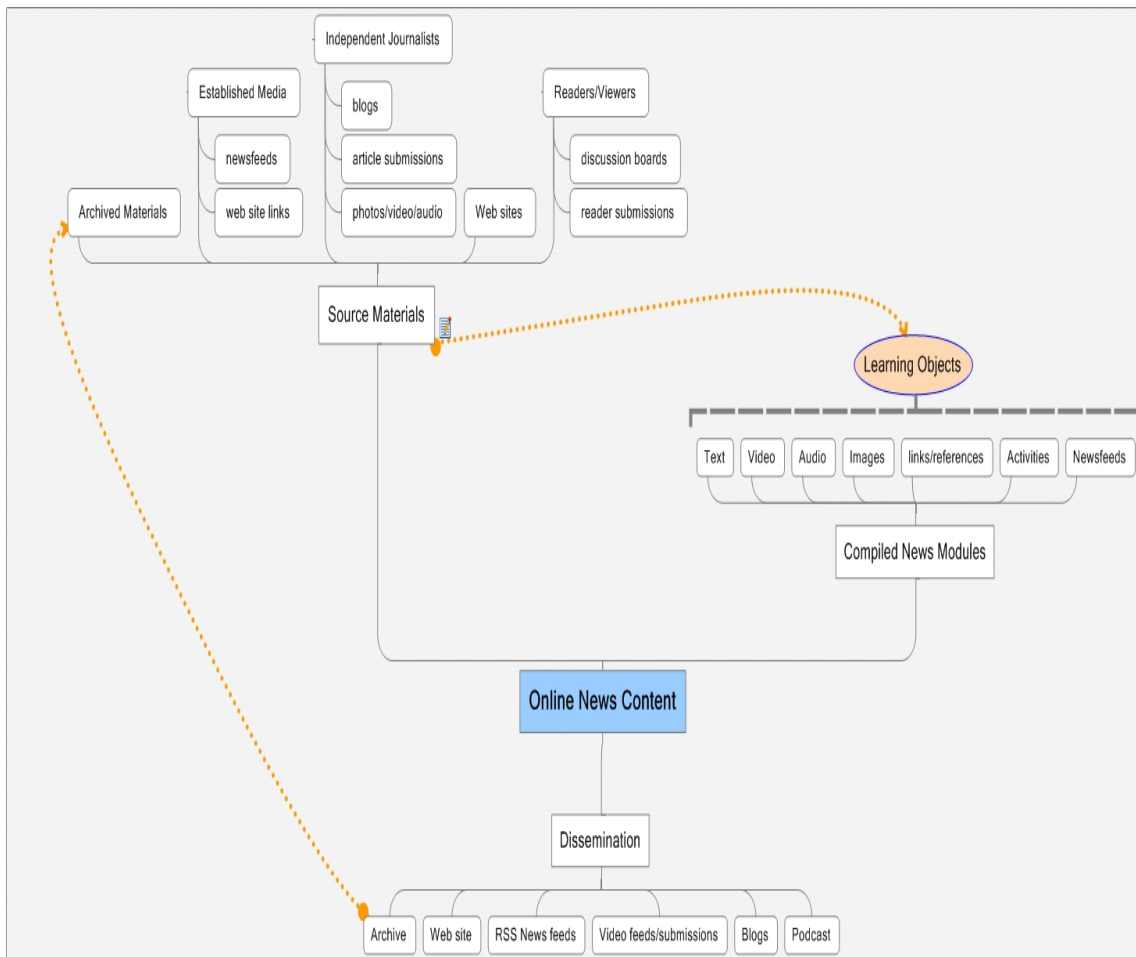 Independent Journalists
Established Media
Readers/Viewers
blogs
newsfeeds
article submissions
discussion boards
Archived Materials
web site links
photos/video/audio
Web sites
reader submissions
Source Materials
Learning Objects
Text
Video
Audio
Images
links/references
Activities
Newsfeeds
Compiled News Modules
Online News Content
Dissemination
Archive
Web site
RSS News feeds
Video feeds/submissions
Blogs
Podcast